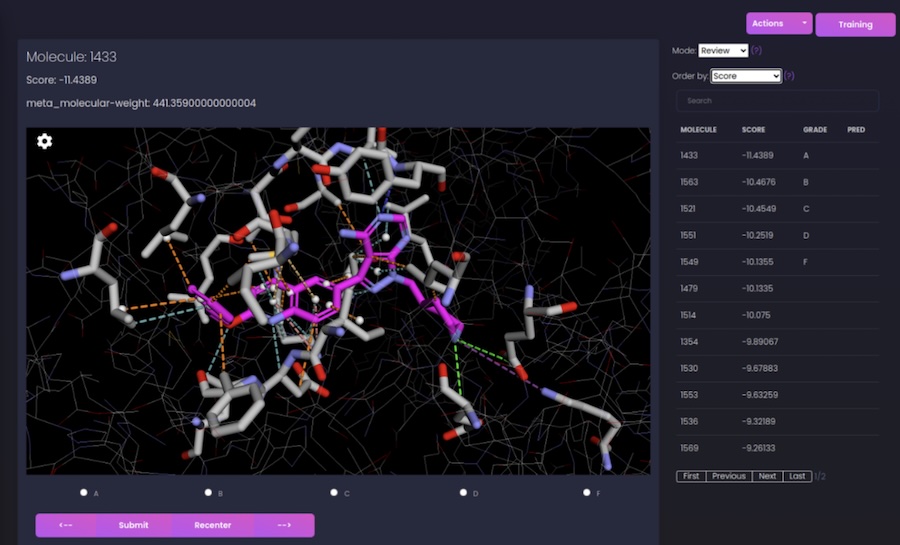 Actions
Training
Molecule: 1433
Score: -11.4389
meta_molecular-weight: 441.35900000000004
Mode: Review (?)
Order by: Score (?)
Search
MOLECULE SCORE GRADE PRED
1433 -11.4389 A
1563 -10.4676 B
1521 -10.4549 C
1551 -10.2519 D
1549 -10.1355 F
1479 -10.1335
1514 -10.075
1354 -9.89067
1530 -9.67883
1553 -9.63259
1536 -9.32189
1569 -9.26133
First Previous Next Last 1/2
A B C D F
<-- Submit Recenter -->